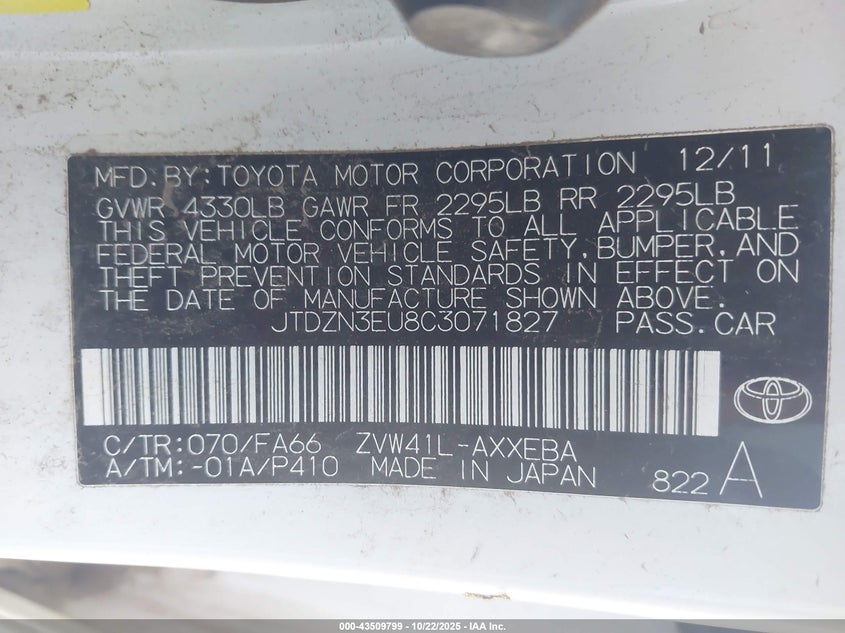 MFD.BY:TOYOTA MOTOR CORPORATION 12/11
GVWR 4330LB GAWR FR 2295LB RR 2295LB
THIS VEHICLE CONFORMS TO ALL APPLICABLE
FEDERAL MOTOR VEHICLE SAFETY,BUMPER,AND
THEFT PREVENTION STANDARDS IN EFFECT ON
THE DATE OF MANUFACTURE SHOWN ABOVE.
JTDZN3EU8C3071827 PASS.CAR
C/TR:070/FA66 ZVW41L-AXXEBA
A/TM:-01A/P410 MADE IN JAPAN 822 A
000-43509799 - 10/22/2025 - IAA Inc.